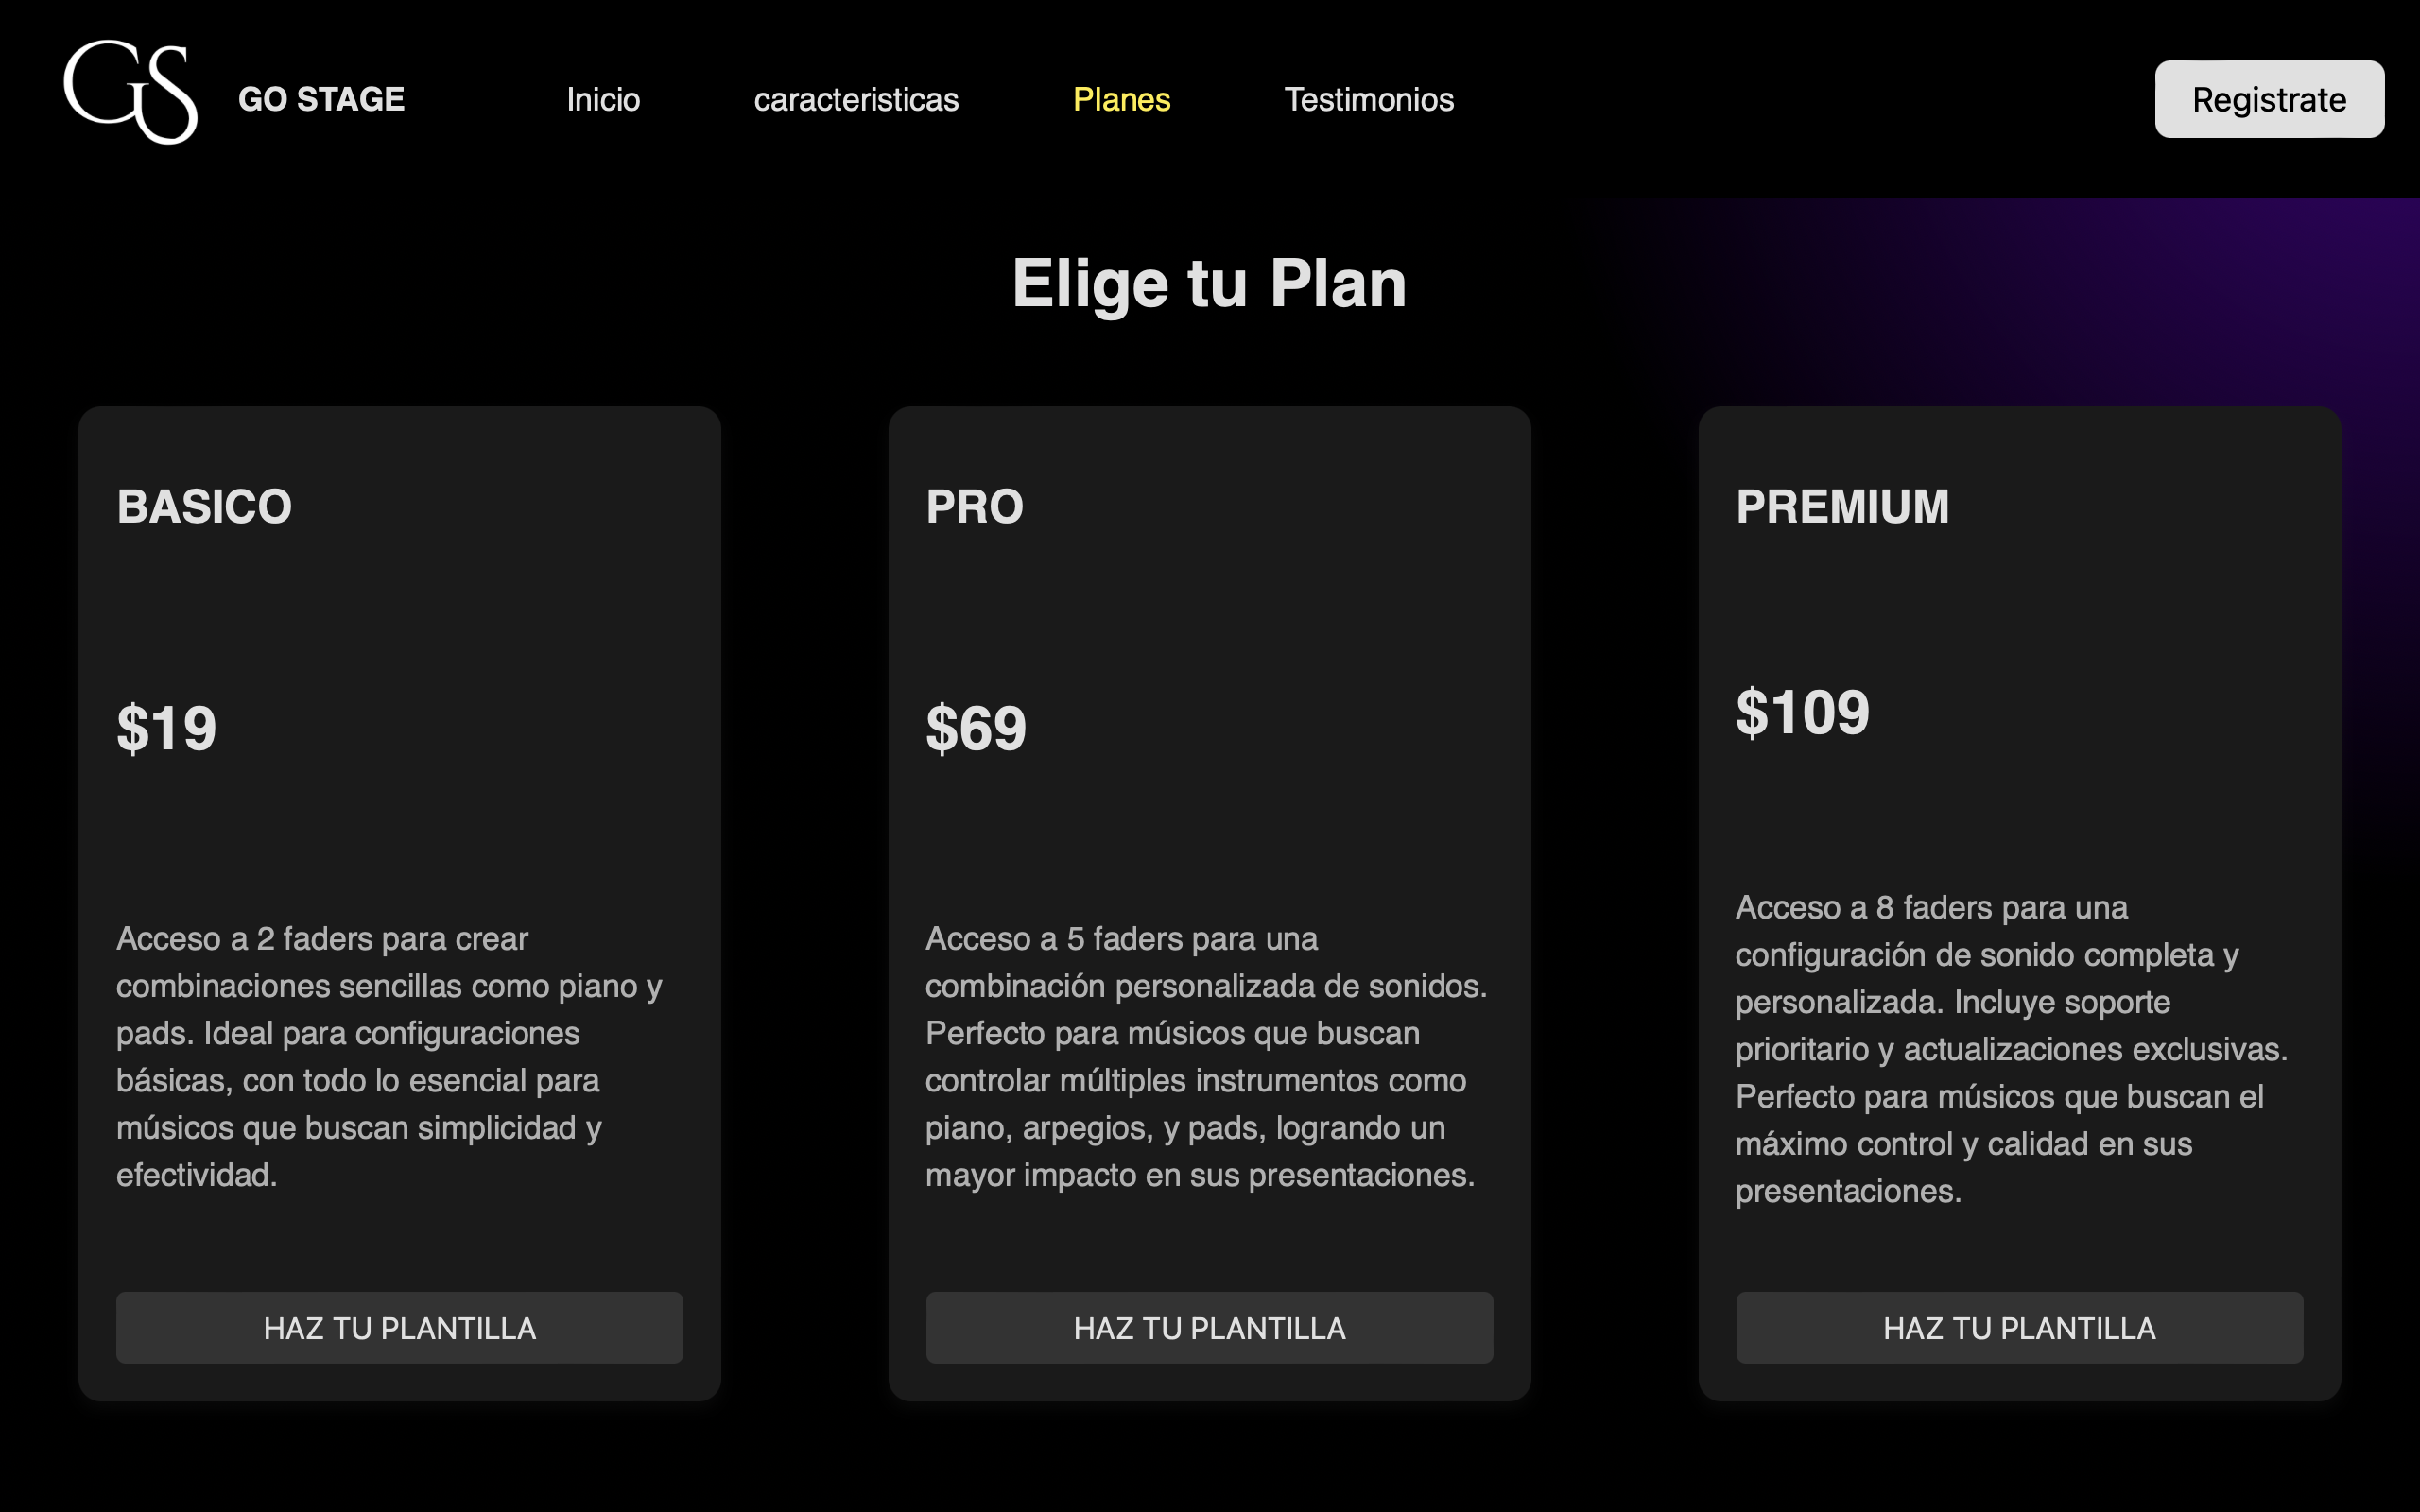 GS
GO STAGE
Inicio
caracteristicas
Planes
Testimonios
Registrate
Elige tu Plan
BASICO
$19
Acceso a 2 faders para crear
combinaciones sencillas como piano y
pads. Ideal para configuraciones
básicas, con todo lo esencial para
músicos que buscan simplicidad y
efectividad.
HAZ TU PLANTILLA
PRO
$69
Acceso a 5 faders para una
combinación personalizada de sonidos.
Perfecto para músicos que buscan
controlar múltiples instrumentos como
piano, arpegios, y pads, logrando un
mayor impacto en sus presentaciones.
HAZ TU PLANTILLA
PREMIUM
$109
Acceso a 8 faders para una
configuración de sonido completa y
personalizada. Incluye soporte
prioritario y actualizaciones exclusivas.
Perfecto para músicos que buscan el
máximo control y calidad en sus
presentaciones.
HAZ TU PLANTILLA